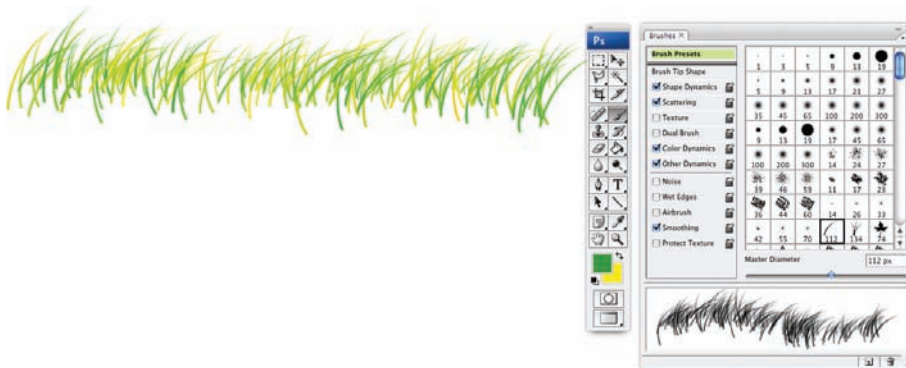 Ps
T
Brushes ×
Brush Presets
Brush Tip Shape
Shape Dynamics
Scattering
Texture
Dual Brush
Color Dynamics
Other Dynamics
Noise
Wet Edges
Airbrush
Smoothing
Protect Texture
1 3 5 9 13 19
5 9 13 17 21 27
35 45 65 100 200 300
9 13 19 17 45 65
100 200 300 14 24 27
39 46 59 11 17 23
36 44 60 14 26 33
42 55 70 112 134 74
Master Diameter 112 px